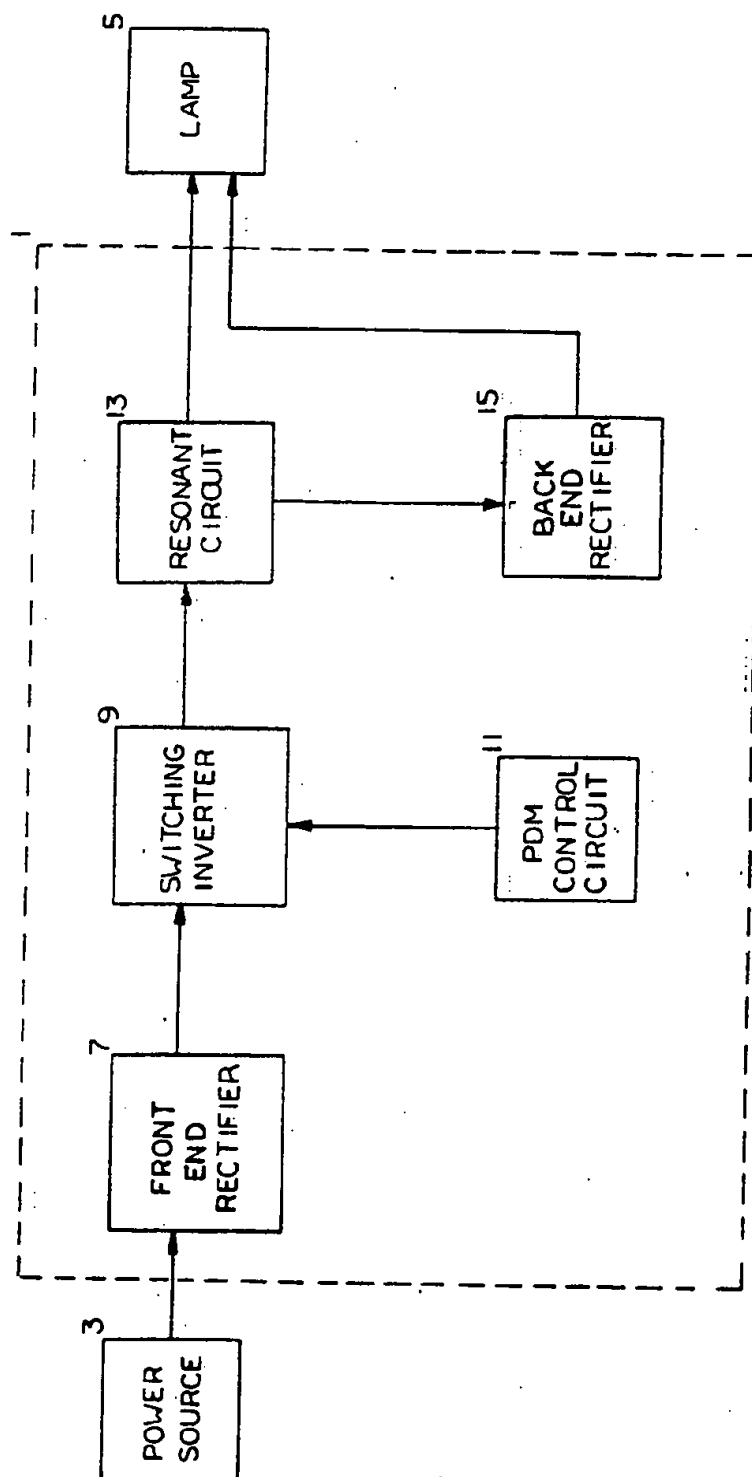 3
POWER
SOURCE
7
FRONT
END
RECTIFIER
9
SWITCHING
INVERTER
11
PDM
CONTROL
CIRCUIT
13
RESONANT
CIRCUIT
15
BACK
END
RECTIFIER
1
5
LAMP